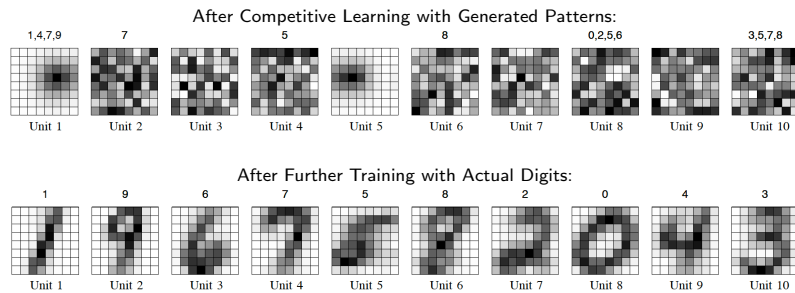 After Competitive Learning with Generated Patterns:
1,4,7,9 7 5 8 0,2,5,6 3,5,7,8
Unit 1 Unit 2 Unit 3 Unit 4 Unit 5 Unit 6 Unit 7 Unit 8 Unit 9 Unit 10
After Further Training with Actual Digits:
1 9 6 7 5 8 2 0 4 3
Unit 1 Unit 2 Unit 3 Unit 4 Unit 5 Unit 6 Unit 7 Unit 8 Unit 9 Unit 10